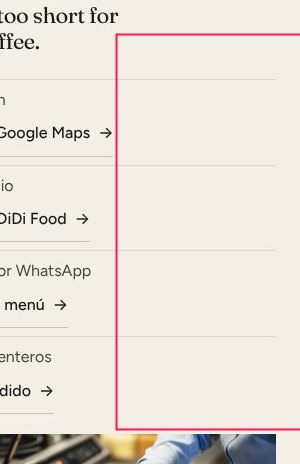 too short for
ffee.
n
Google Maps →
io
DiDi Food →
or WhatsApp
menú →
enteros
dido →